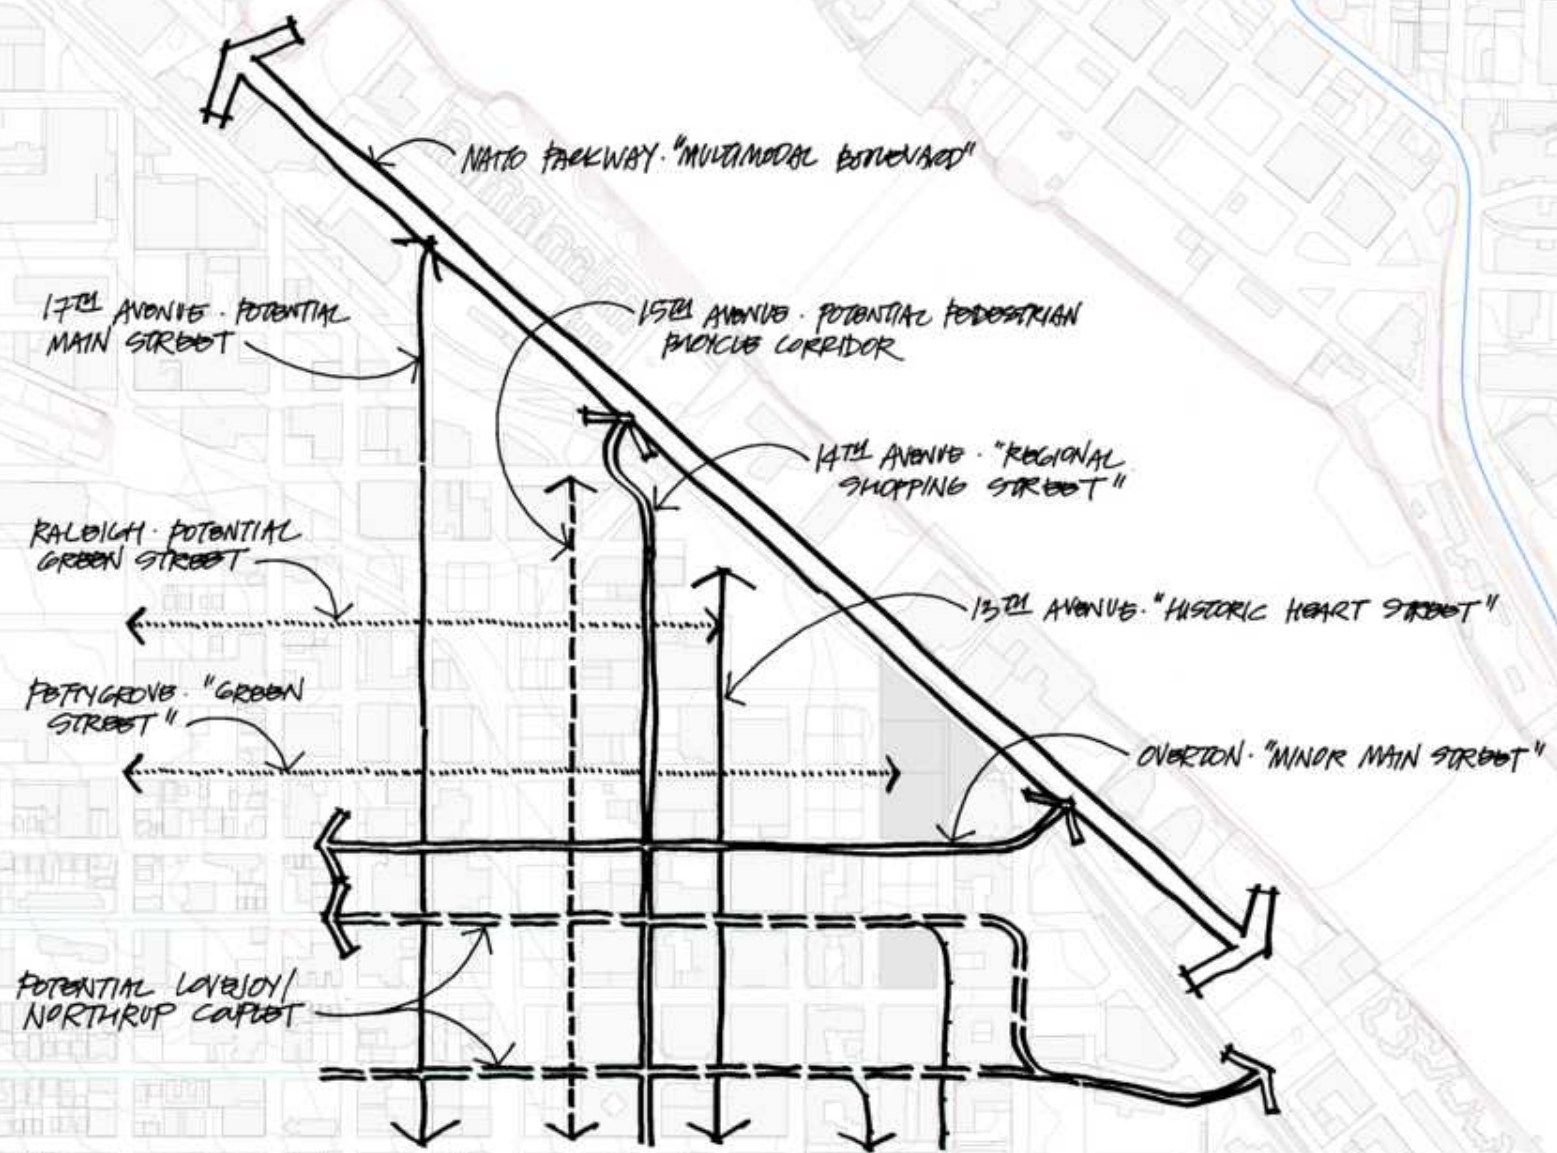 NAITO PARKWAY · "MULTIMODAL BOULEVARD"
17TH AVENUE · POTENTIAL
MAIN STREET
15TH AVENUE · POTENTIAL PEDESTRIAN
BICYCLE CORRIDOR
14TH AVENUE · "REGIONAL
SHOPPING STREET"
RALEIGH · POTENTIAL
GREEN STREET
13TH AVENUE · "HISTORIC HEART STREET"
PETTYGROVE · "GREEN
STREET"
OVERTON · "MINOR MAIN STREET"
POTENTIAL LOVEJOY/
NORTHRUP COUPLET